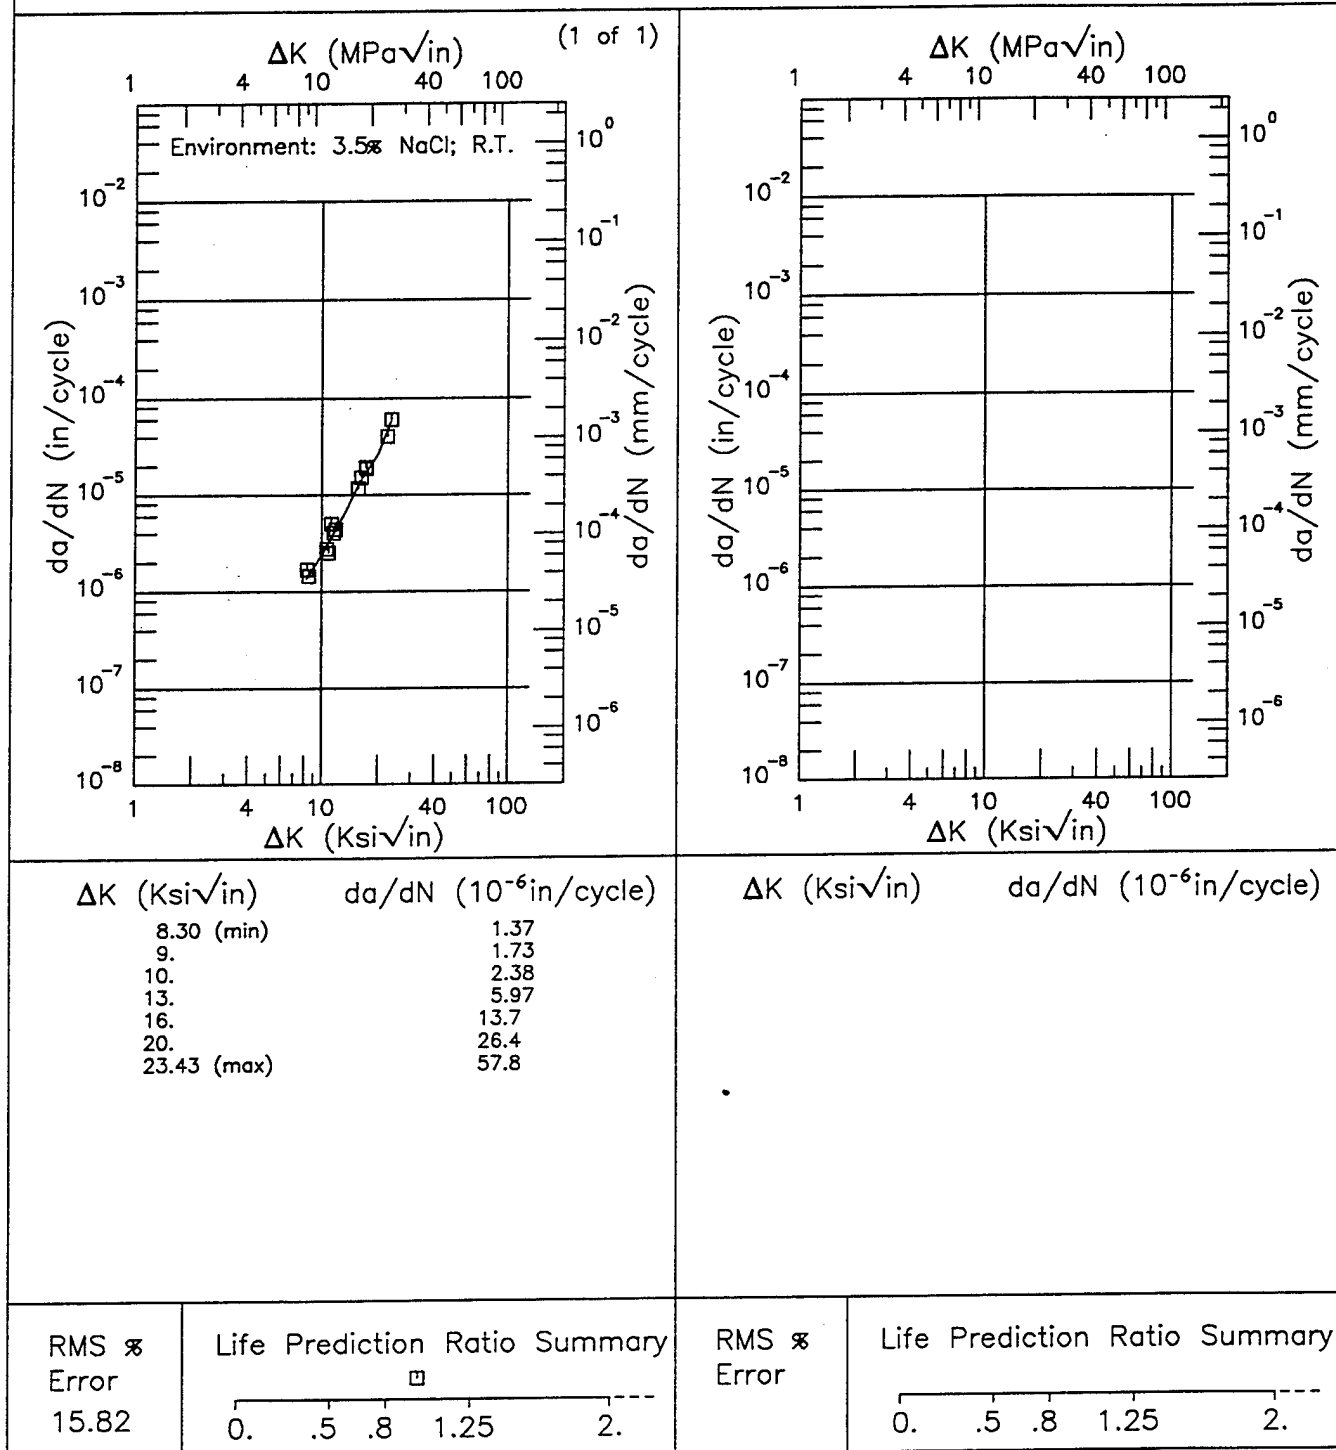 (1 of 1)
ΔK (MPa√in)
1 4 10 40 100
Environment: 3.5% NaCl; R.T.
da/dN (in/cycle)
10⁻²
10⁻³
10⁻⁴
10⁻⁵
10⁻⁶
10⁻⁷
10⁻⁸
10⁰
10⁻¹
10⁻²
10⁻³
10⁻⁴
10⁻⁵
10⁻⁶
da/dN (mm/cycle)
1 4 10 40 100
ΔK (Ksi√in)
ΔK (MPa√in)
1 4 10 40 100
da/dN (in/cycle)
10⁻²
10⁻³
10⁻⁴
10⁻⁵
10⁻⁶
10⁻⁷
10⁻⁸
10⁰
10⁻¹
10⁻²
10⁻³
10⁻⁴
10⁻⁵
10⁻⁶
da/dN (mm/cycle)
1 4 10 40 100
ΔK (Ksi√in)
ΔK (Ksi√in) da/dN (10⁻⁶in/cycle)
8.30 (min) 1.37
9. 1.73
10. 2.38
13. 5.97
16. 13.7
20. 26.4
23.43 (max) 57.8
ΔK (Ksi√in) da/dN (10⁻⁶in/cycle)
RMS %
Error
15.82
Life Prediction Ratio Summary
0. .5 .8 1.25 2.
RMS %
Error
Life Prediction Ratio Summary
0. .5 .8 1.25 2.